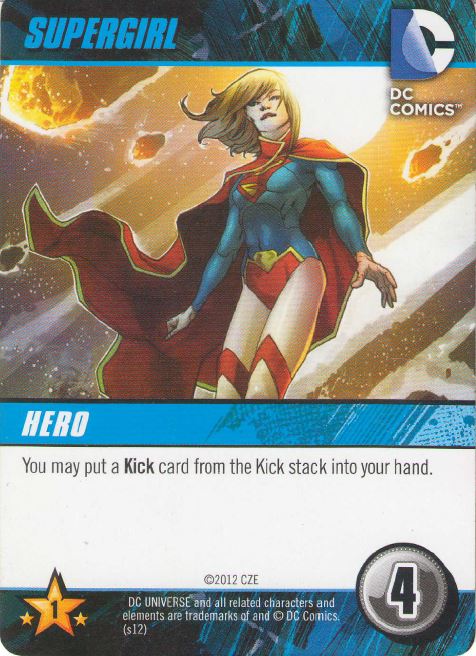 SUPERGIRL
DC
COMICS™
HERO
You may put a Kick card from the Kick stack into your hand.
©2012 CZE
1
DC UNIVERSE and all related characters and
elements are trademarks of and © DC Comics.
(s12)
4